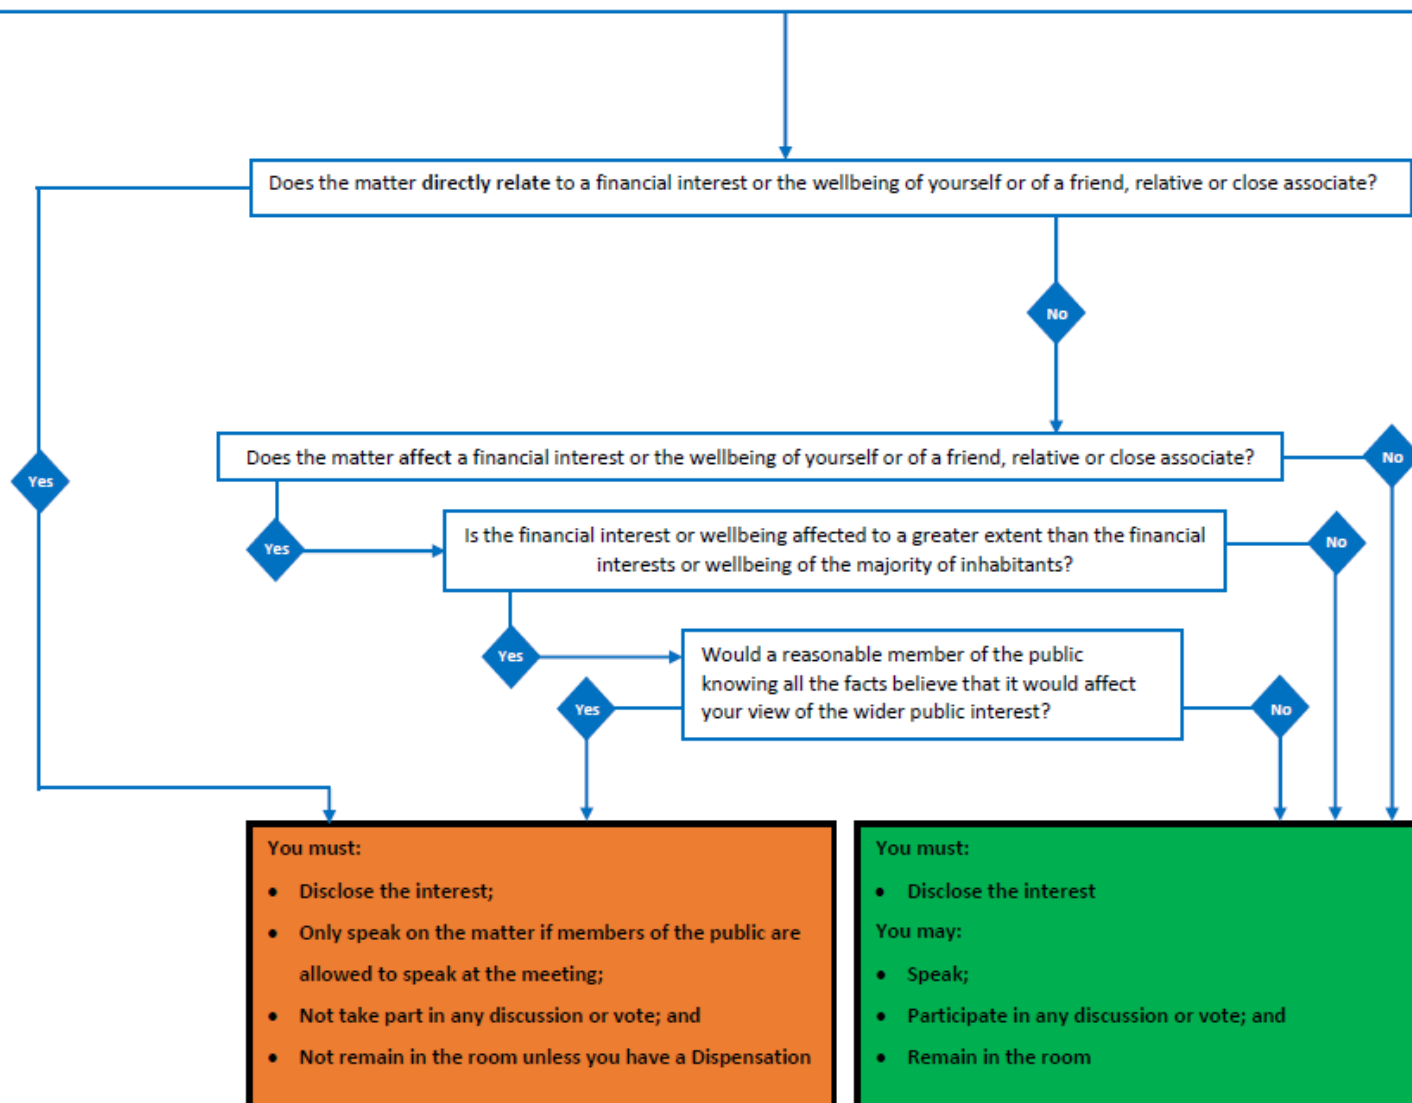 Does the matter directly relate to a financial interest or the wellbeing of yourself or of a friend, relative or close associate?
No
Does the matter affect a financial interest or the wellbeing of yourself or of a friend, relative or close associate?
No
Yes
Is the financial interest or wellbeing affected to a greater extent than the financial
interests or wellbeing of the majority of inhabitants?
Yes
No
Yes
Would a reasonable member of the public
knowing all the facts believe that it would affect
your view of the wider public interest?
Yes
No
You must:
• Disclose the interest;
• Only speak on the matter if members of the public are
allowed to speak at the meeting;
• Not take part in any discussion or vote; and
• Not remain in the room unless you have a Dispensation
You must:
• Disclose the interest
You may:
• Speak;
• Participate in any discussion or vote; and
• Remain in the room